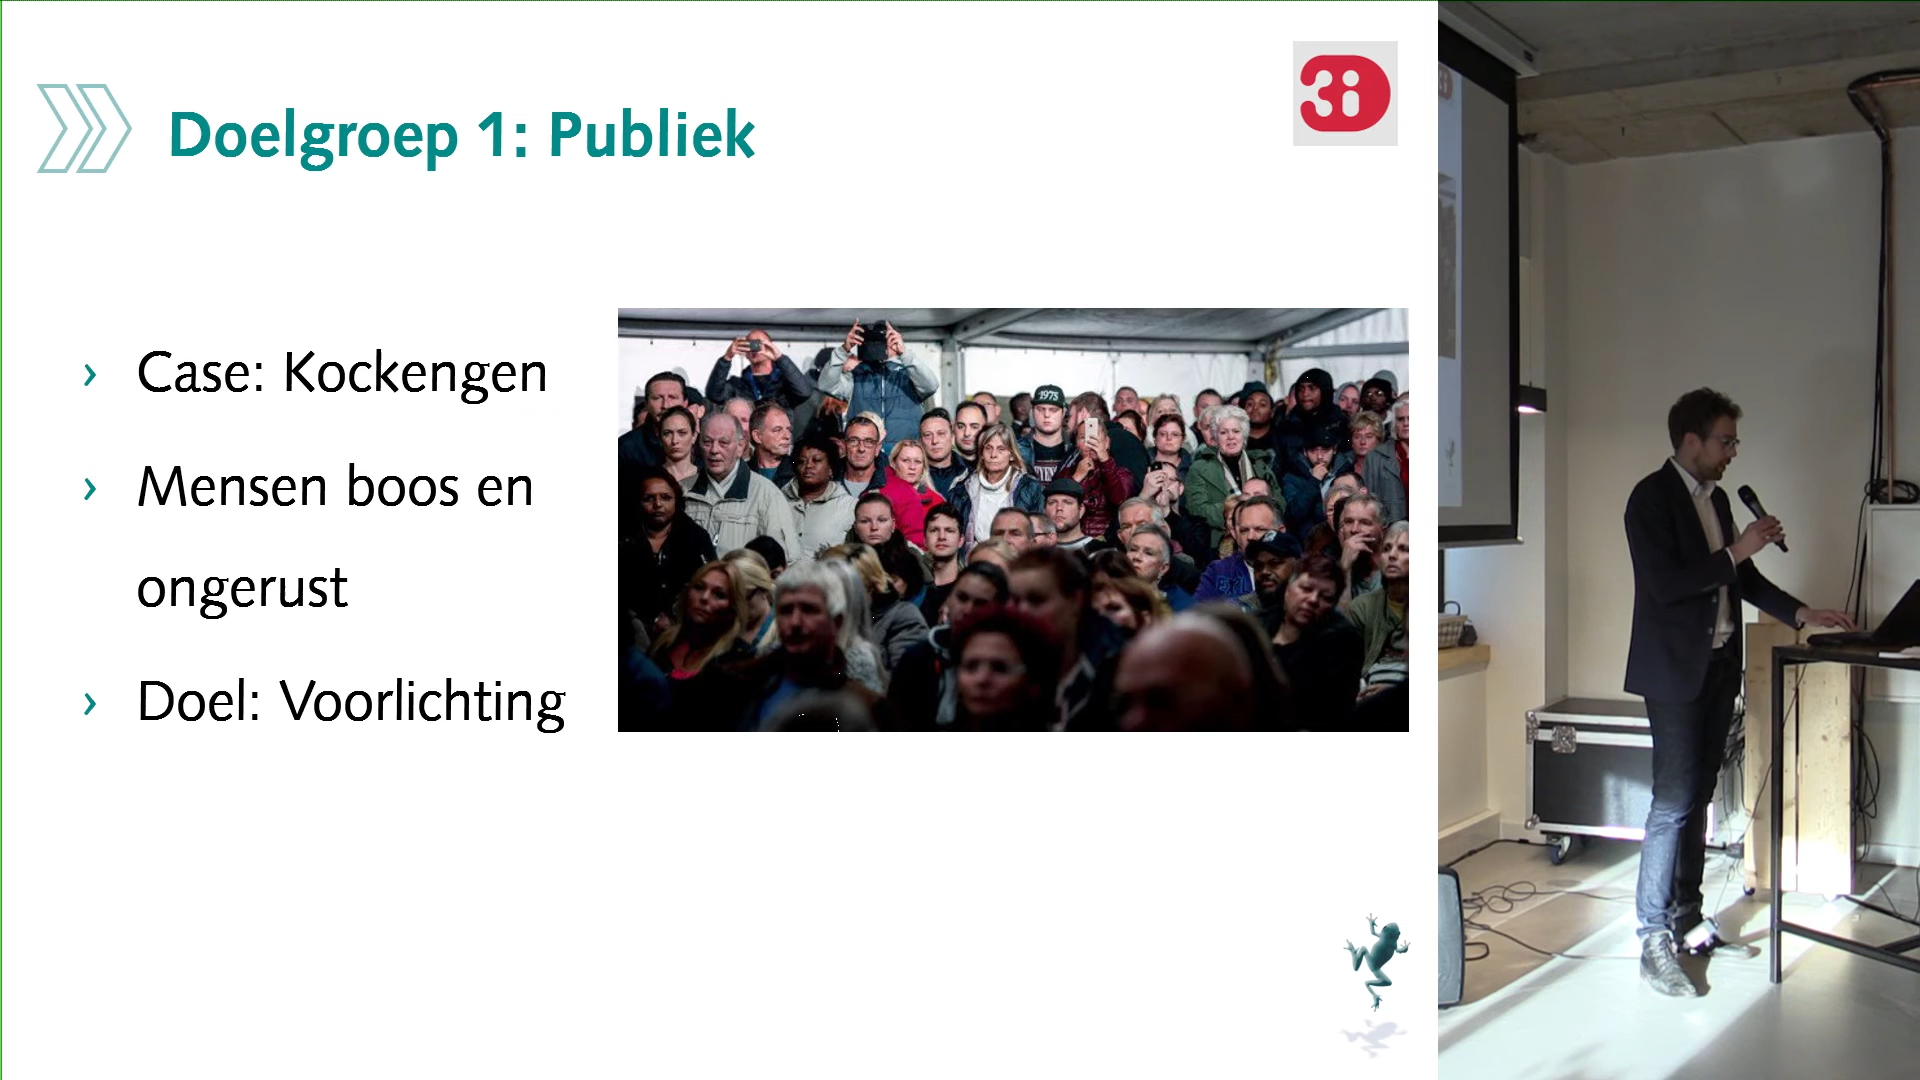 Doelgroep 1: Publiek
3i
› Case: Kockengen
› Mensen boos en
ongerust
› Doel: Voorlichting
1975